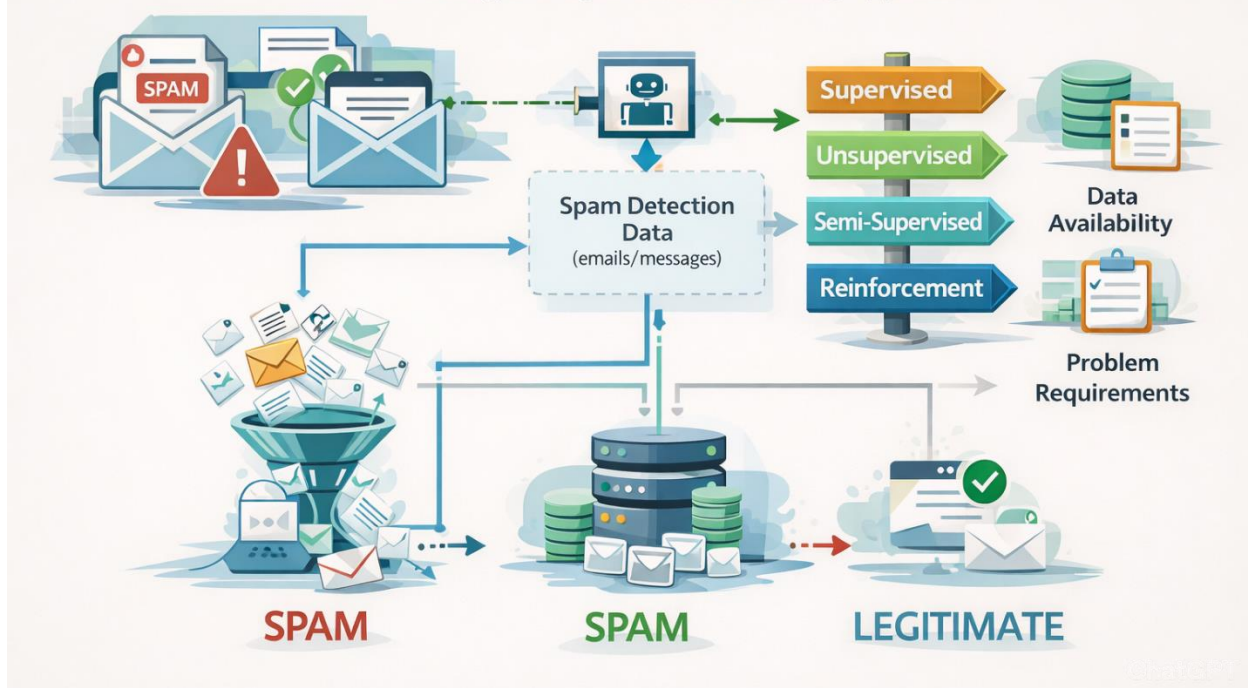 SPAM
Supervised
Unsupervised
Semi-Supervised
Reinforcement
Data
Availability
Spam Detection
Data
(emails/messages)
Problem
Requirements
SPAM
SPAM
LEGITIMATE